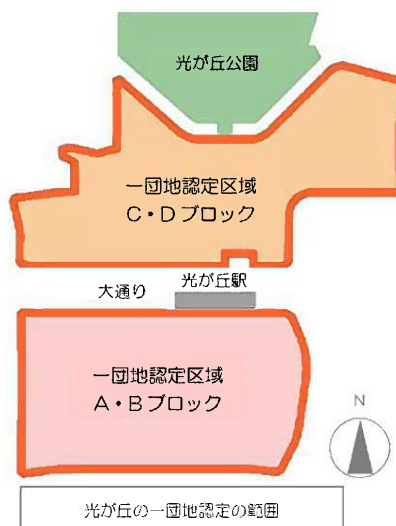 光が丘公園
一団地認定区域
C・Dブロック
大通り
光が丘駅
一団地認定区域
A・Bブロック
N
光が丘の一団地認定の範囲